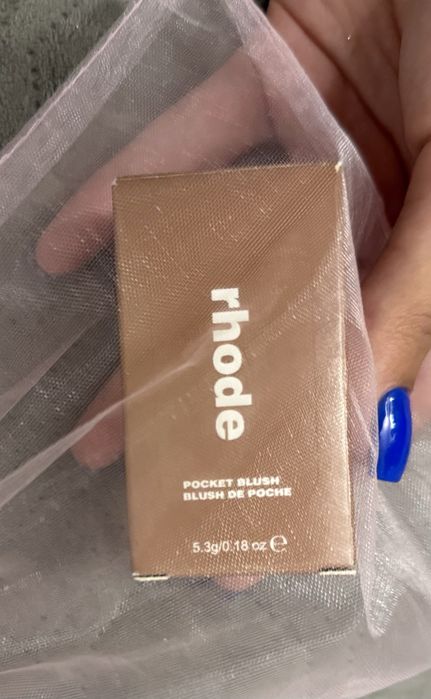 rhode
POCKET BLUSH
BLUSH DE POCHE
5.3g/0.18 oz ℮